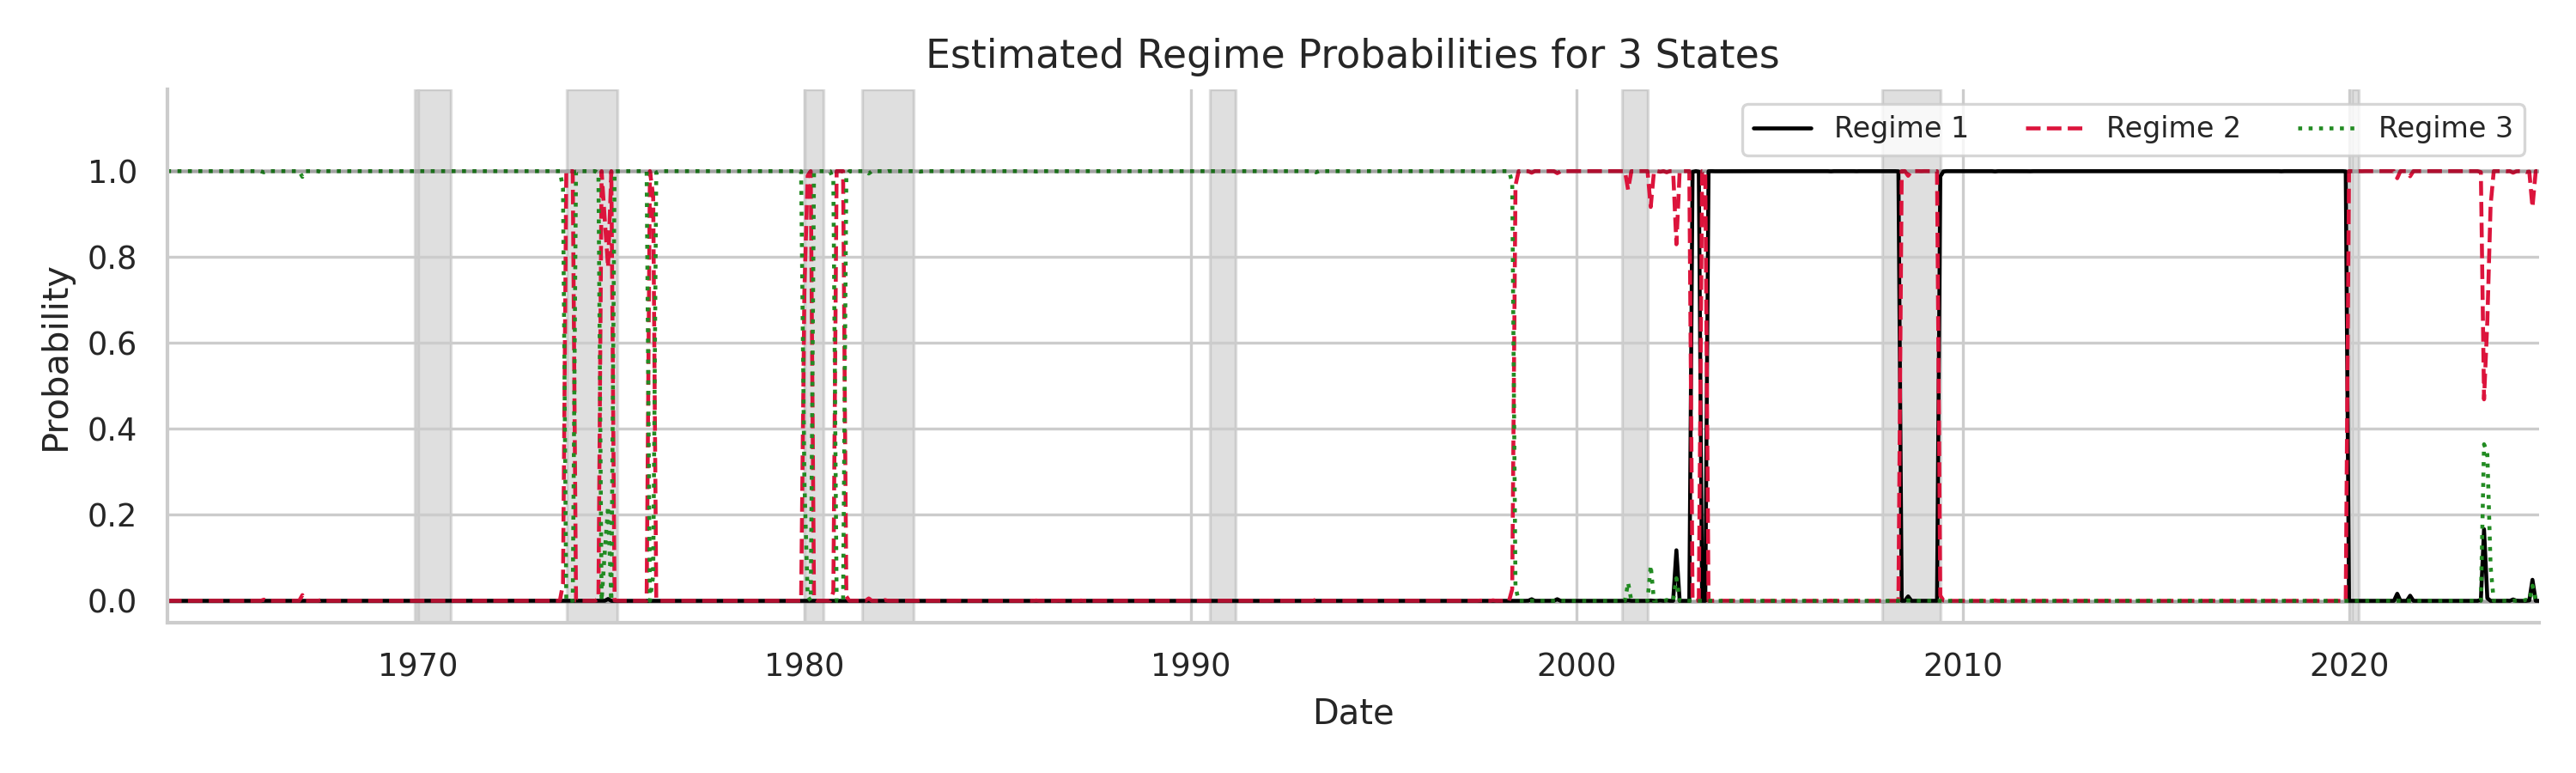 Estimated Regime Probabilities for 3 States
Regime 1 Regime 2 Regime 3
Probability
1.0
0.8
0.6
0.4
0.2
0.0
1970 1980 1990 2000 2010 2020
Date